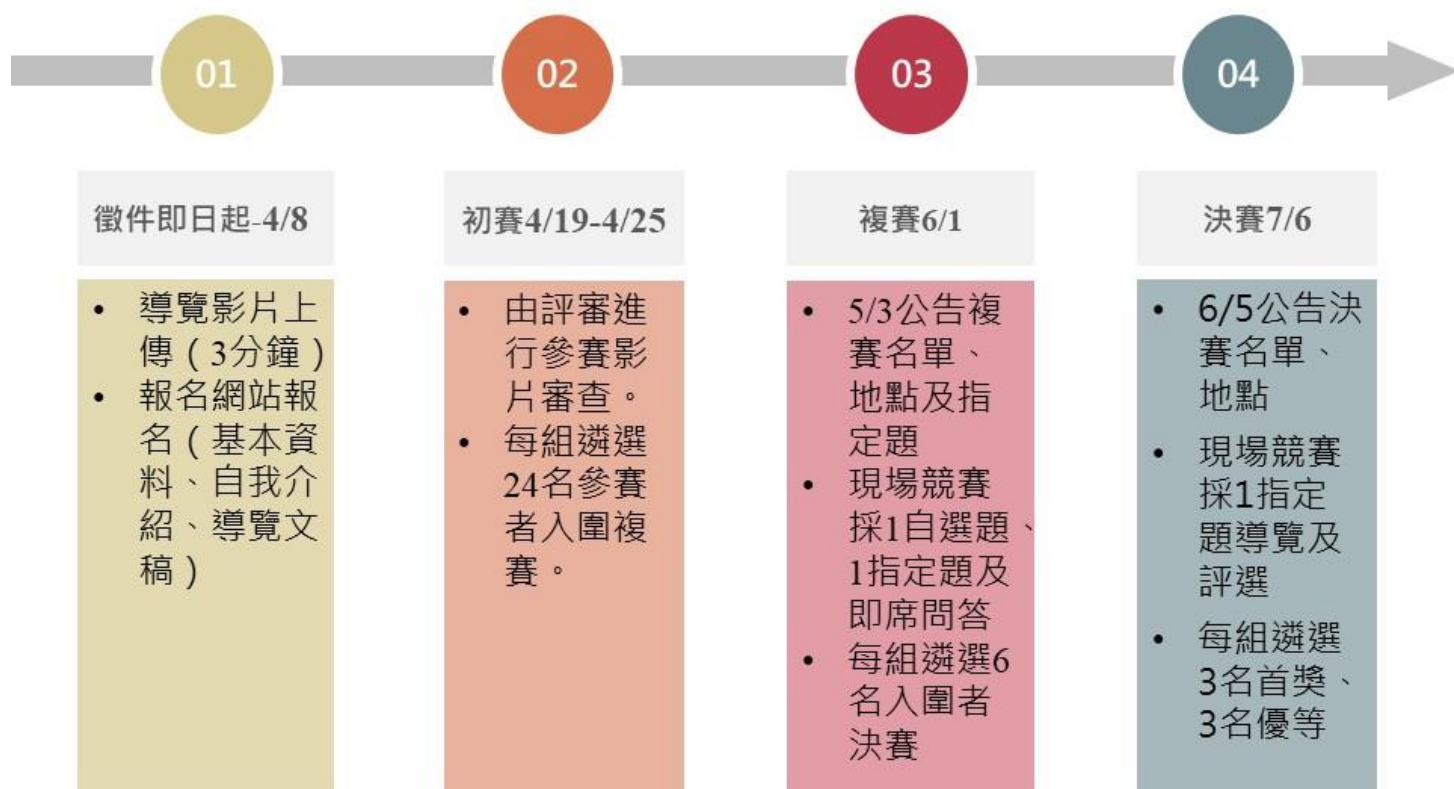 01
02
03
04
徵件即日起-4/8
初賽4/19-4/25
複賽6/1
決賽7/6
• 導覽影片上
傳（3分鐘）
• 報名網站報
名（基本資
料、自我介
紹、導覽文
稿）
• 由評審進
行參賽影
片審查。
• 每組遴選
24名參賽
者入圍複
賽。
• 5/3公告複
賽名單、
地點及指
定題
• 現場競賽
採1自選題、
1指定題及
即席問答
• 每組遴選6
名入圍者
決賽
• 6/5公告決
賽名單、
地點
• 現場競賽
採1指定
題導覽及
評選
• 每組遴選
3名首獎、
3名優等